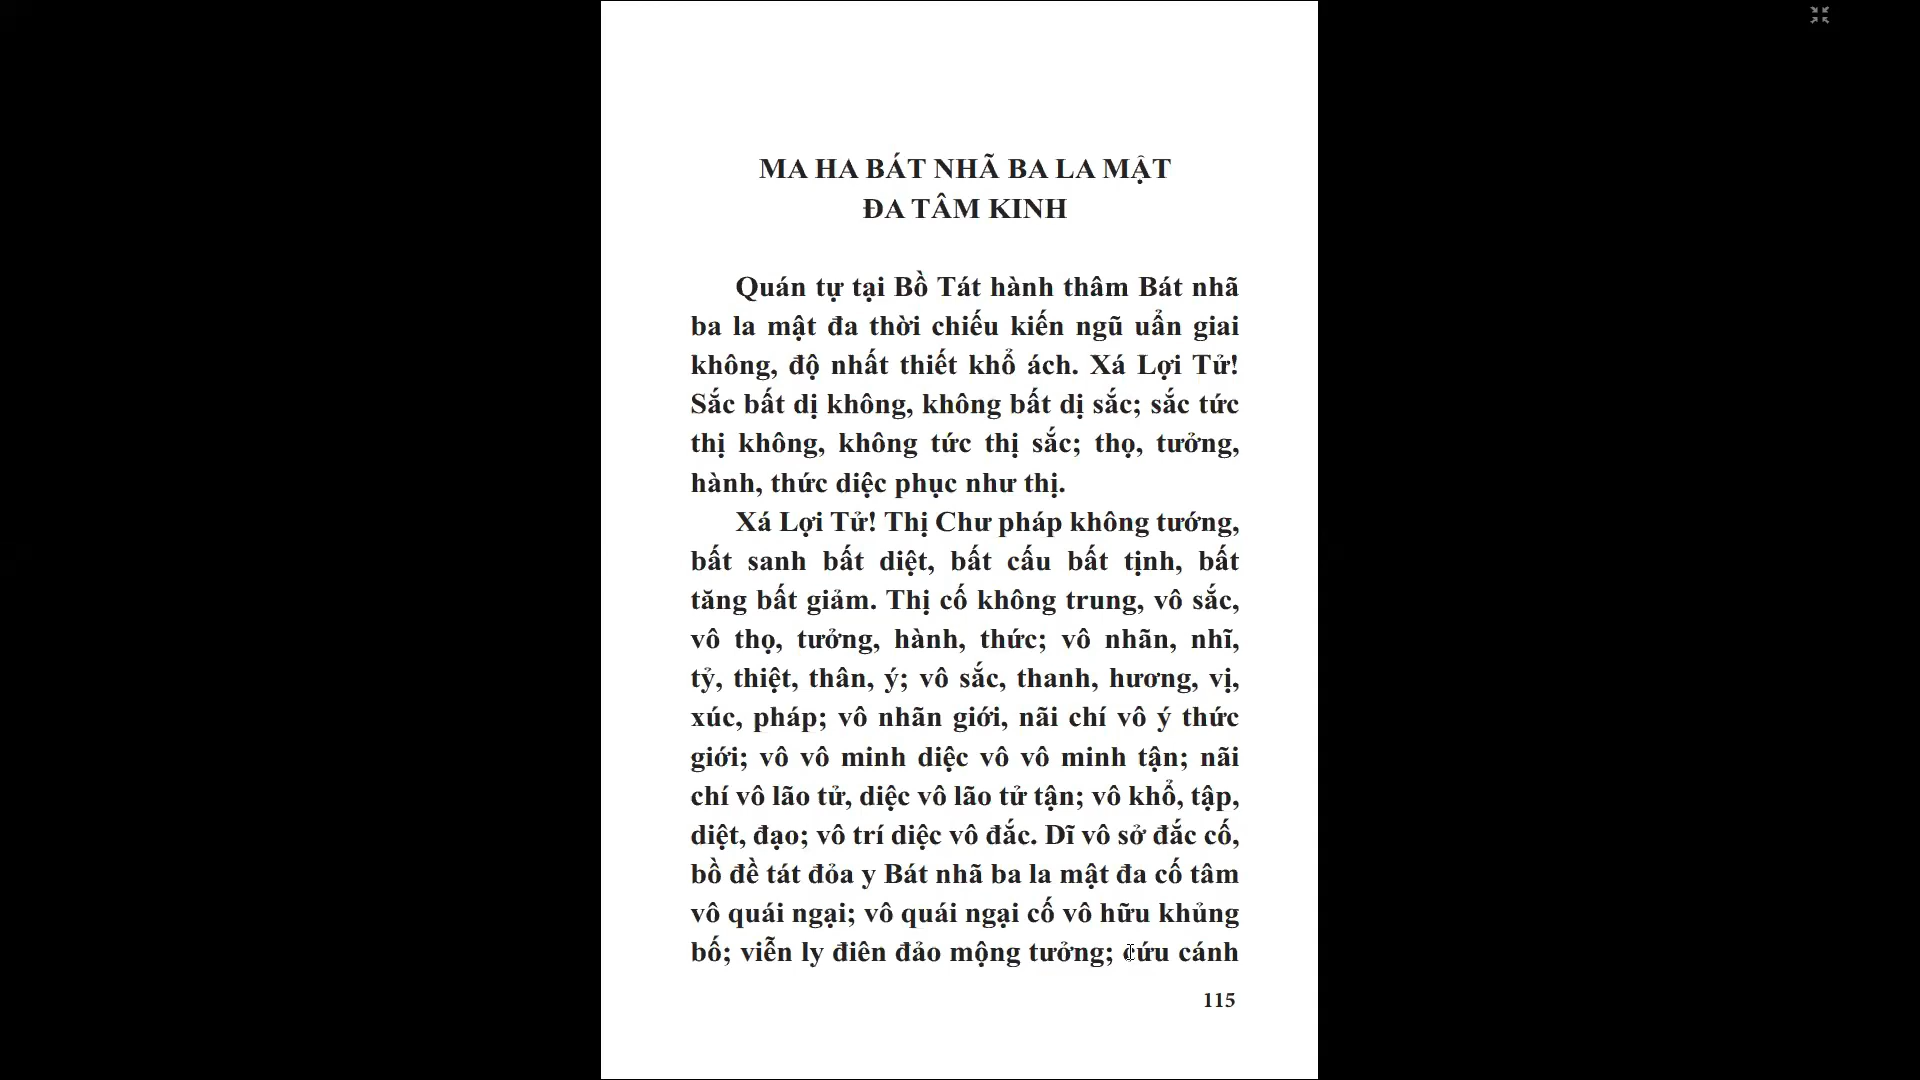 MA HA BÁT NHÃ BA LA MẬT
ĐA TÂM KINH
Quán tự tại Bồ Tát hành thâm Bát nhã
ba la mật đa thời chiếu kiến ngũ uẩn giai
không, độ nhất thiết khổ ách. Xá Lợi Tử!
Sắc bất dị không, không bất dị sắc; sắc tức
thị không, không tức thị sắc; thọ, tưởng,
hành, thức diệc phục như thị.
Xá Lợi Tử! Thị Chư pháp không tướng,
bất sanh bất diệt, bất cấu bất tịnh, bất
tăng bất giảm. Thị cố không trung, vô sắc,
vô thọ, tưởng, hành, thức; vô nhãn, nhĩ,
tỷ, thiệt, thân, ý; vô sắc, thanh, hương, vị,
xúc, pháp; vô nhãn giới, nãi chí vô ý thức
giới; vô vô minh diệc vô vô minh tận; nãi
chí vô lão tử, diệc vô lão tử tận; vô khổ, tập,
diệt, đạo; vô trí diệc vô đắc. Dĩ vô sở đắc cố,
bồ đề tát đỏa y Bát nhã ba la mật đa cố tâm
vô quái ngại; vô quái ngại cố vô hữu khủng
bố; viễn ly điên đảo mộng tưởng; cứu cánh
115